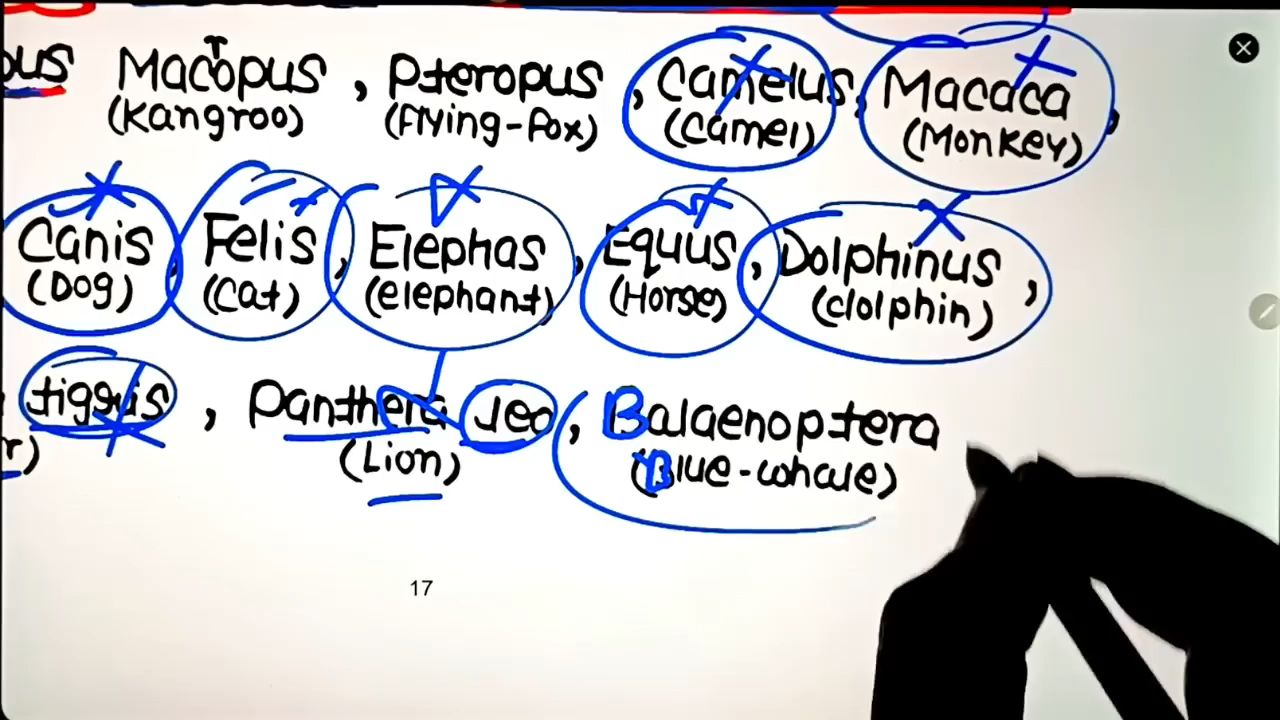 pus Macropus , Pteropus , Camelus, Macaca ,
(Kangroo) (Flying-Fox) (Camel) (Monkey)
Canis , Felis , Elephas , Equus , Dolphinus ,
(Dog) (Cat) (elephant) (Horse) (dolphin)
tigris , Panthera leo , Balaenoptera
r) (Lion) (Blue-whale)
17